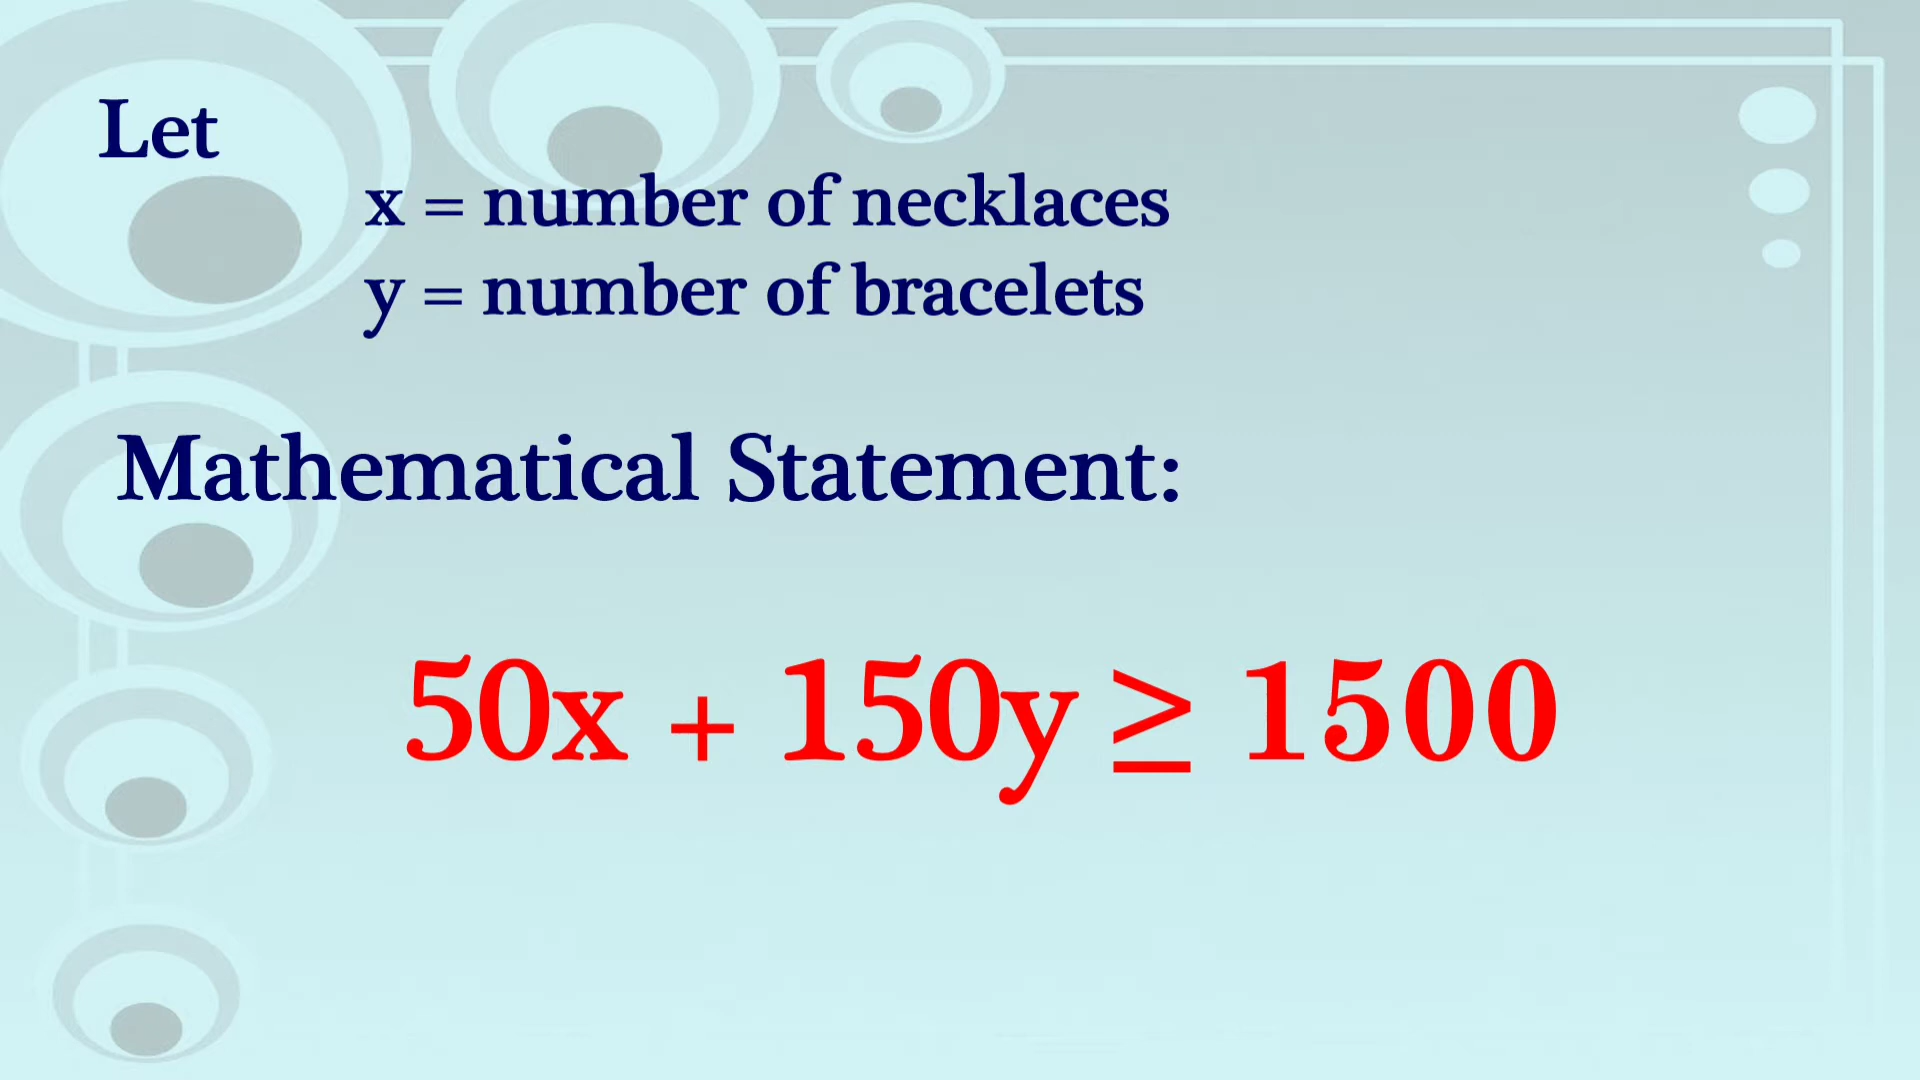 Let
x = number of necklaces
y = number of bracelets
Mathematical Statement:
50x + 150y ≥ 1500